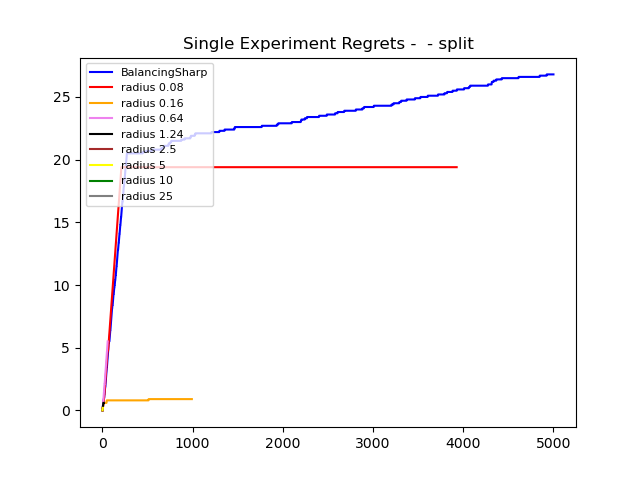 Single Experiment Regrets -  - split
BalancingSharp
radius 0.08
radius 0.16
radius 0.64
radius 1.24
radius 2.5
radius 5
radius 10
radius 25
25
20
15
10
5
0
0 1000 2000 3000 4000 5000